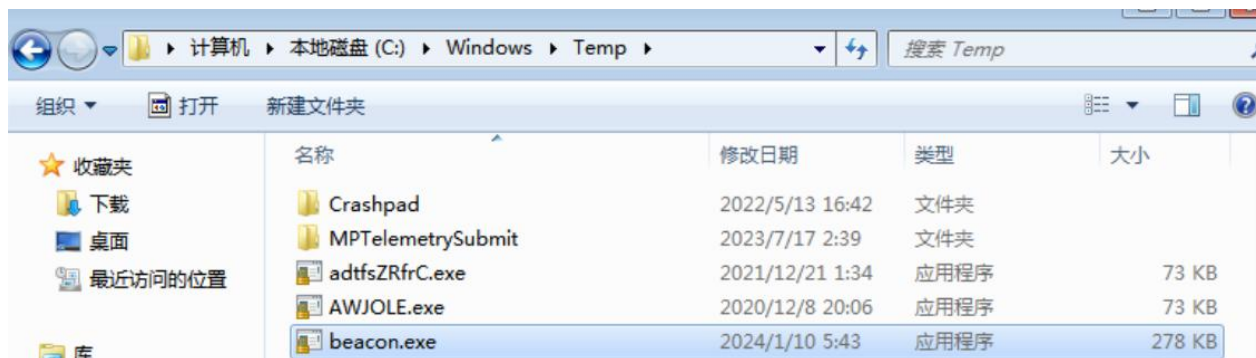 计算机 本地磁盘 (C:) Windows Temp 搜索 Temp
组织 打开 新建文件夹
名称 修改日期 类型 大小
收藏夹
下载 Crashpad 2022/5/13 16:42 文件夹
桌面 MPTelemetrySubmit 2023/7/17 2:39 文件夹
最近访问的位置 adtfsZRfrC.exe 2021/12/21 1:34 应用程序 73 KB
AWJOLE.exe 2020/12/8 20:06 应用程序 73 KB
库 beacon.exe 2024/1/10 5:43 应用程序 278 KB